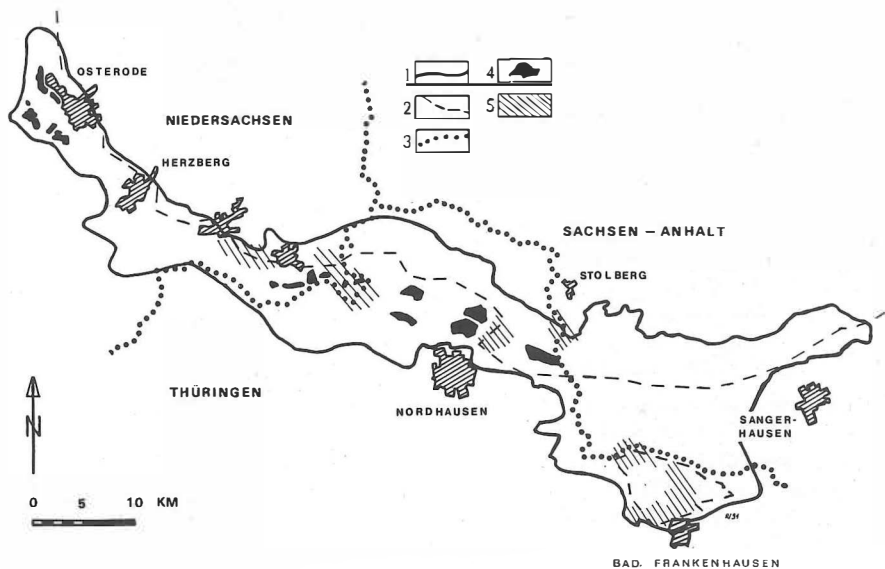 OSTERODE
NIEDERSACHSEN
HERZBERG
1
4
2
5
3
SACHSEN – ANHALT
STOLBERG
THÜRINGEN
NORDHAUSEN
SANGER-
HAUSEN
N
0 5 10 KM
BAD. FRANKENHAUSEN